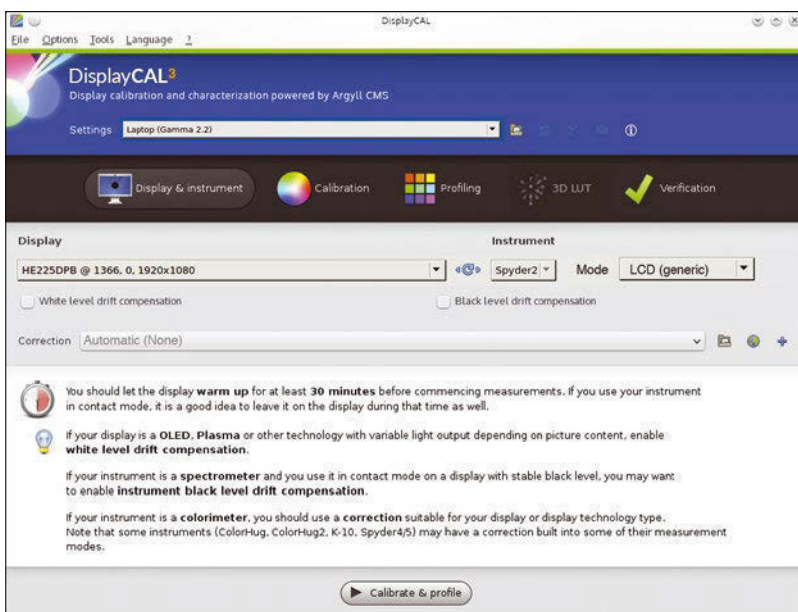 DisplayCAL
File Options Tools Language ?
DisplayCAL3
Display calibration and characterization powered by Argyll CMS
Settings Laptop (Gamma 2.2)
Display & instrument Calibration Profiling 3D LUT Verification
Display Instrument
HE225DPB @ 1366, 0, 1920x1080 Spyder2 Mode LCD (generic)
White level drift compensation Black level drift compensation
Correction Automatic (None)
You should let the display warm up for at least 30 minutes before commencing measurements. If you use your instrument
in contact mode, it is a good idea to leave it on the display during that time as well.
If your display is a OLED, Plasma or other technology with variable light output depending on picture content, enable
white level drift compensation.
If your instrument is a spectrometer and you use it in contact mode on a display with stable black level, you may want
to enable instrument black level drift compensation.
If your instrument is a colorimeter, you should use a correction suitable for your display or display technology type.
Note that some instruments (ColorHug, ColorHug2, K-10, Spyder4/5) may have a correction built into some of their measurement
modes.
Calibrate & profile